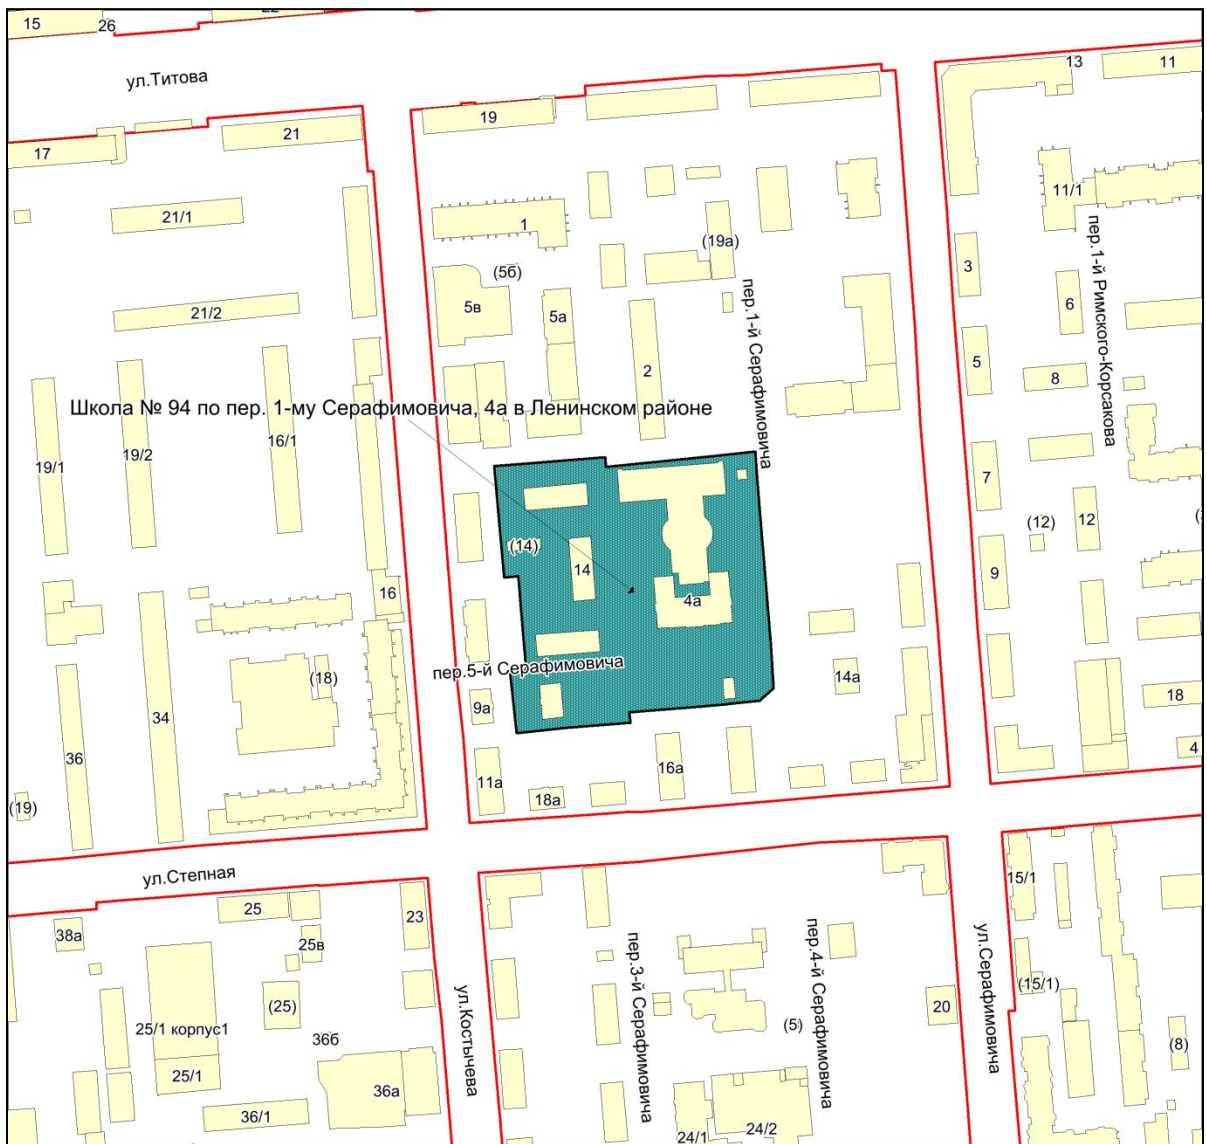 15
26
22
ул.Титова
13
11
19
21
17
11/1
21/1
1
(19а)
пер.1-й Римского-Корсакова
3
(5б)
6
пер.1-й Серафимовича
5в
5а
21/2
5
2
8
Школа № 94 по пер. 1-му Серафимовича, 4а в Ленинском районе
16/1
19/2
19/1
7
12
(12)
(14)
14
9
16
4а
пер.5-й Серафимовича
(18)
14а
18
9а
34
4
36
16а
11а
18а
(19)
ул.Степная
15/1
25
23
38а
25в
пер.3-й Серафимовича
пер.4-й Серафимовича
ул.Серафимовича
(15/1)
(25)
20
ул.Костычева
25/1 корпус1
(5)
36б
(8)
25/1
36а
36/1
24/2
24/1